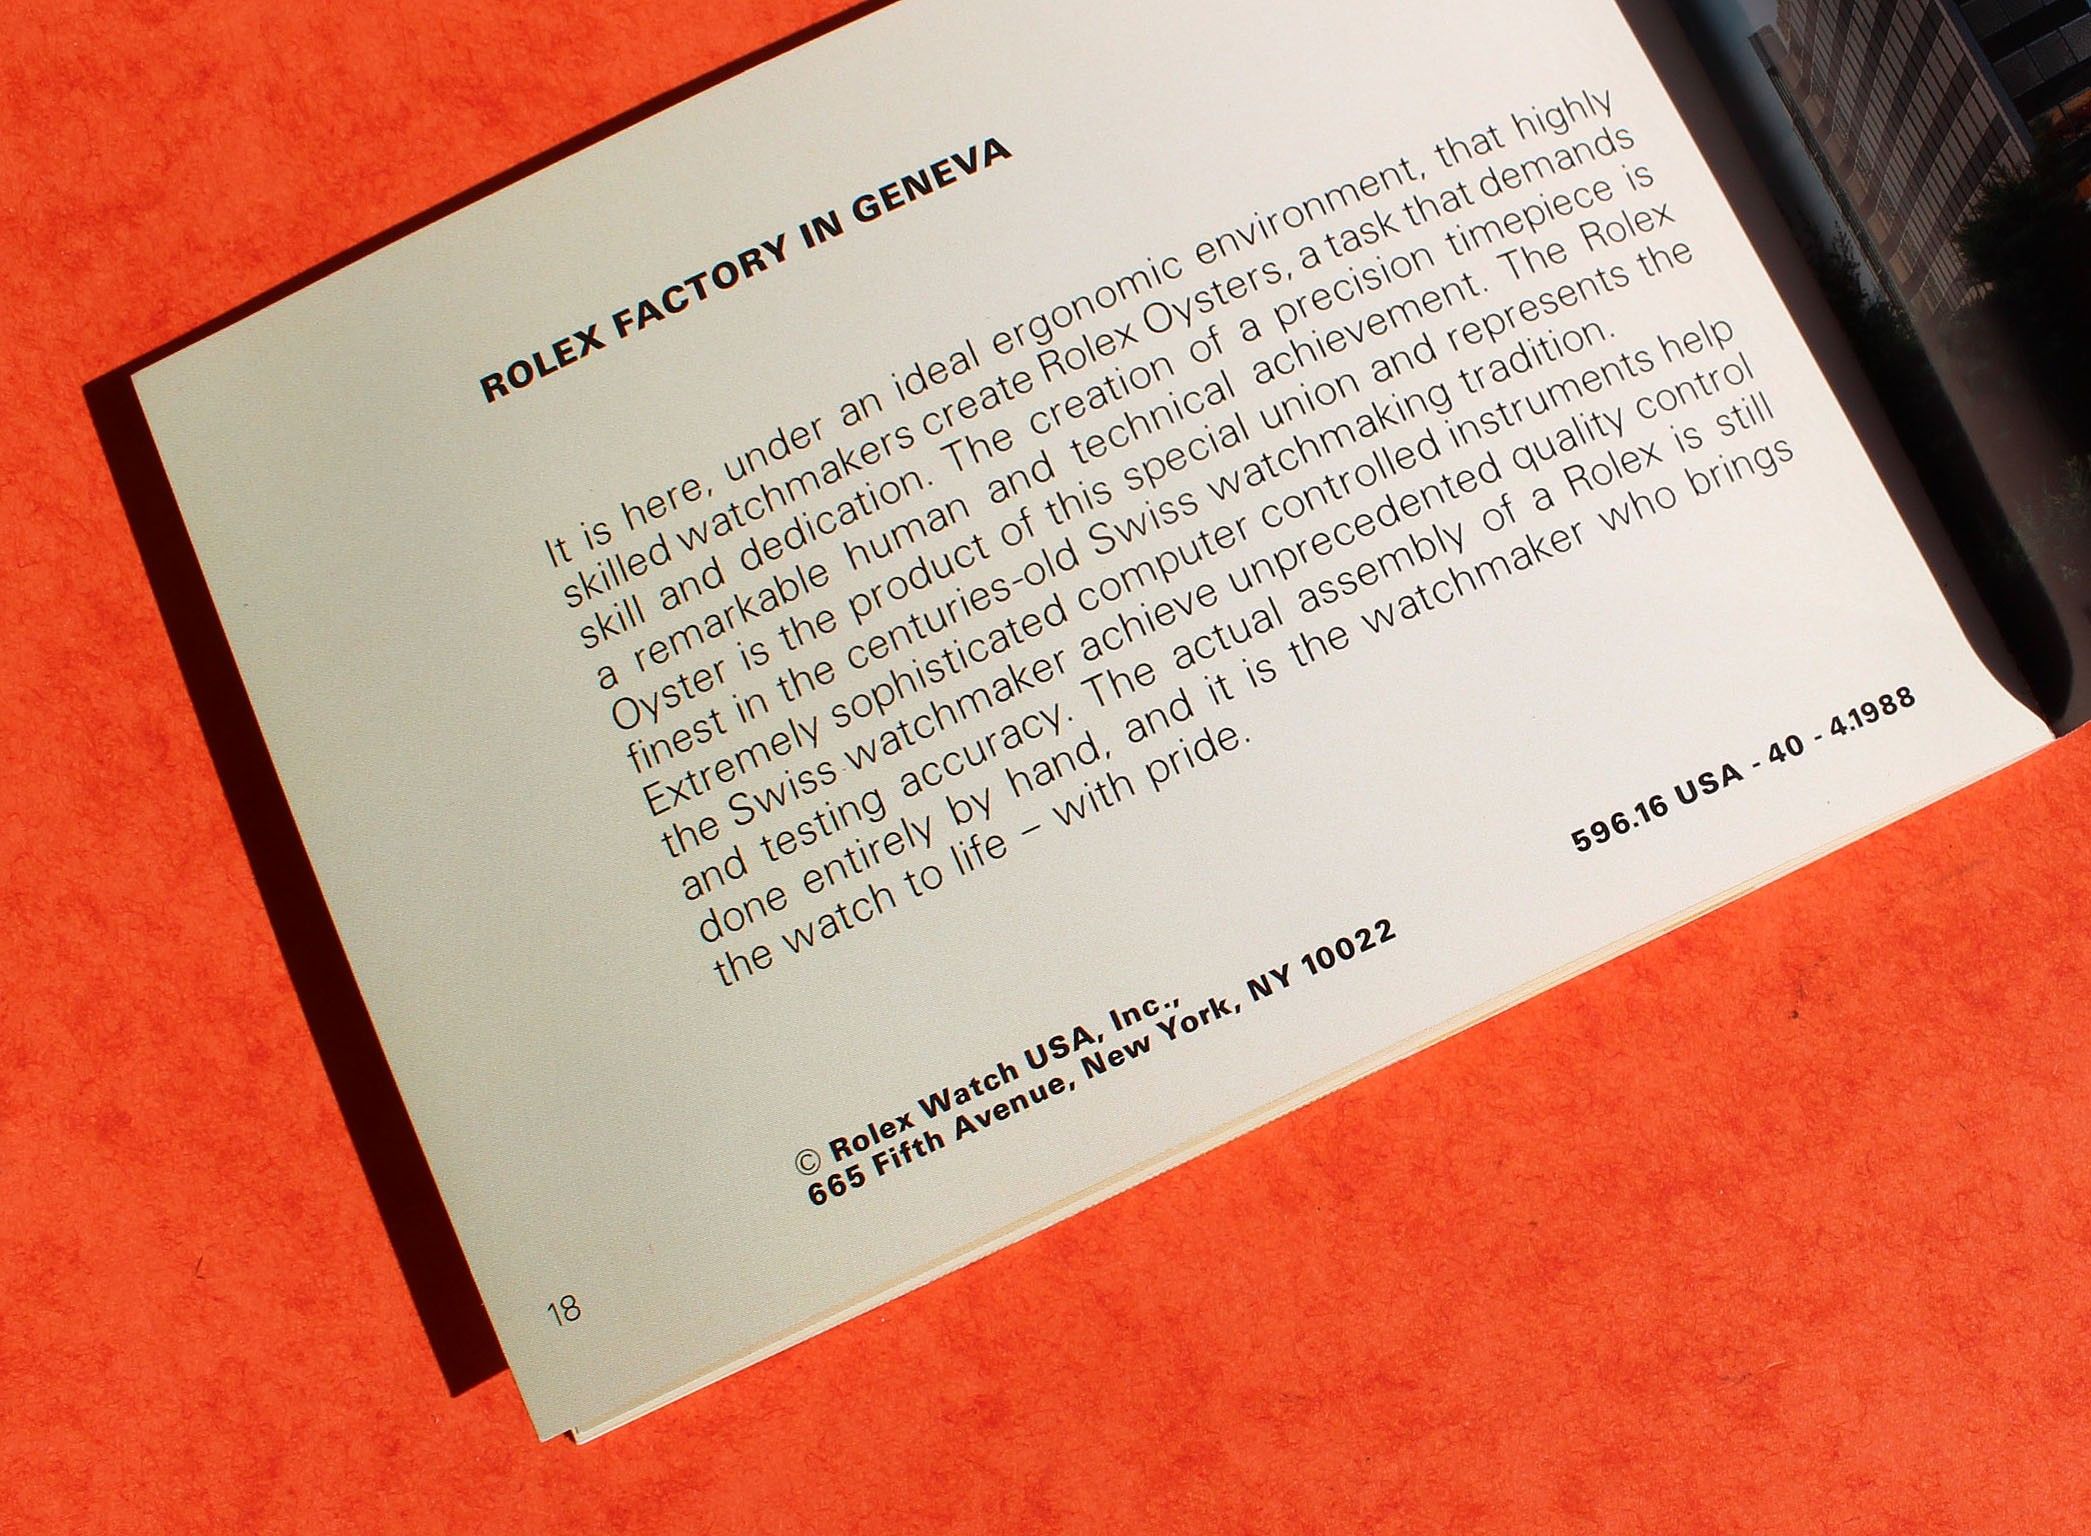 ROLEX FACTORY IN GENEVA
It is here, under an ideal ergonomic environment, that highly
skilled watchmakers create Rolex Oysters, a task that demands
skill and dedication. The creation of a precision timepiece is
a remarkable human and technical achievement. The Rolex
Oyster is the product of this special union and represents the
finest in the centuries-old Swiss watchmaking tradition.
Extremely sophisticated computer controlled instruments help
the Swiss watchmaker achieve unprecedented quality control
and testing accuracy. The actual assembly of a Rolex is still
done entirely by hand, and it is the watchmaker who brings
the watch to life – with pride.
596.16 USA - 40 - 4.1988
© Rolex Watch USA, Inc.,
665 Fifth Avenue, New York, NY 10022
18